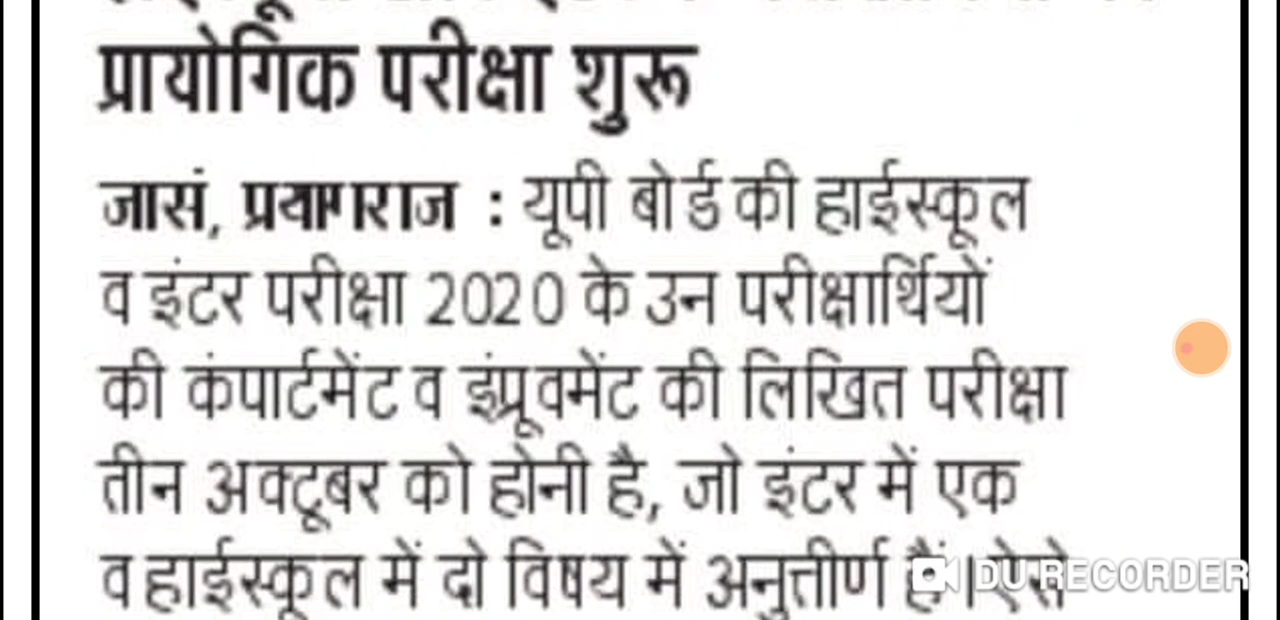 प्रायोगिक परीक्षा शुरू
जासं, प्रयागराज : यूपी बोर्ड की हाईस्कूल
व इंटर परीक्षा 2020 के उन परीक्षार्थियों
की कंपार्टमेंट व इंप्रूवमेंट की लिखित परीक्षा
तीन अक्टूबर को होनी है, जो इंटर में एक
व हाईस्कूल में दो विषय में अनुत्तीर्ण हैं। ऐसे
DU RECORDER